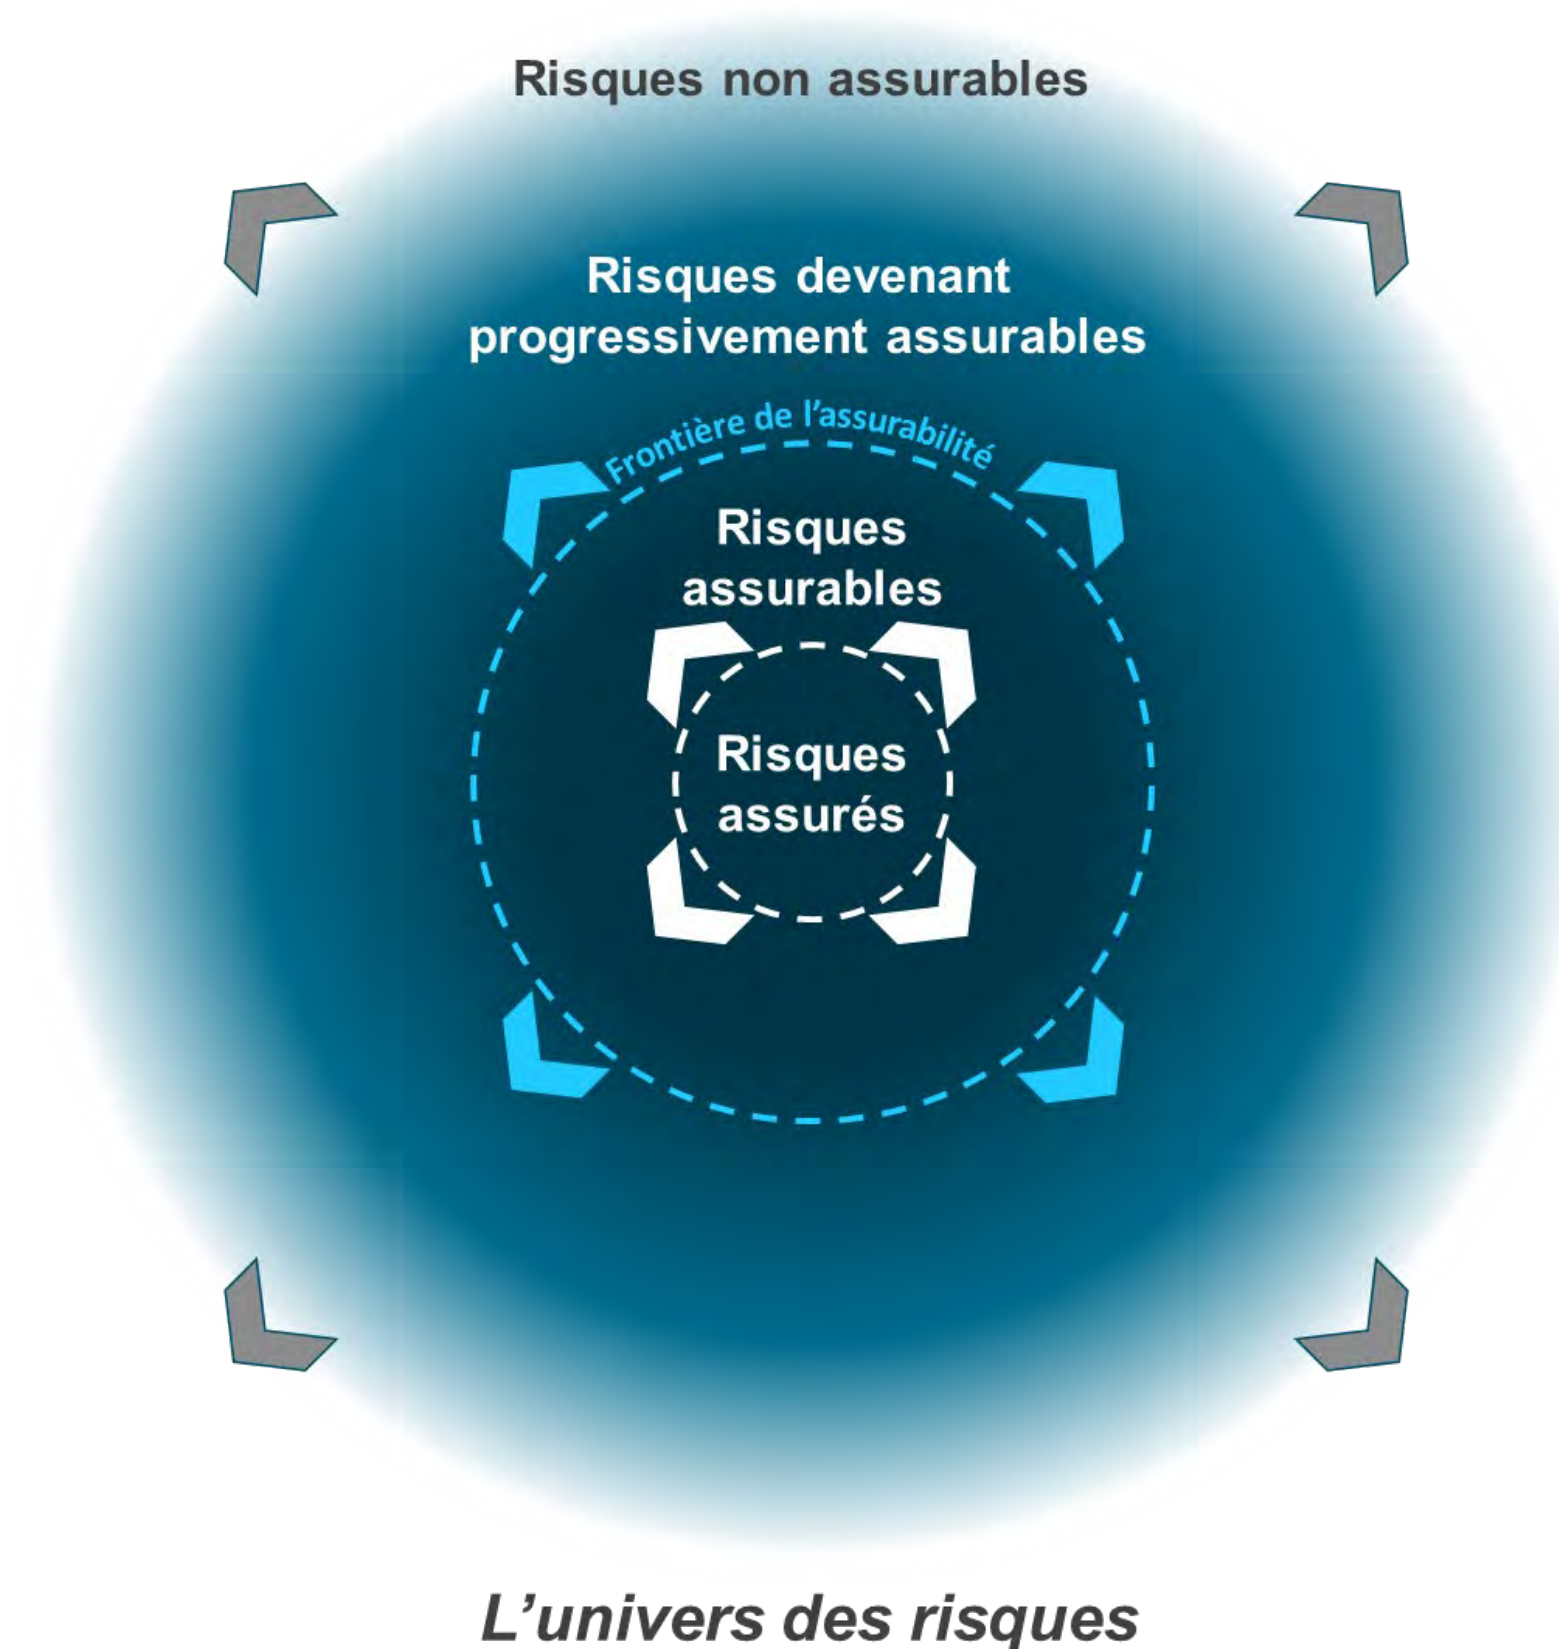 Risques non assurables
Risques devenant
progressivement assurables
Frontière de l’assurabilité
Risques
assurables
Risques
assurés
L’univers des risques